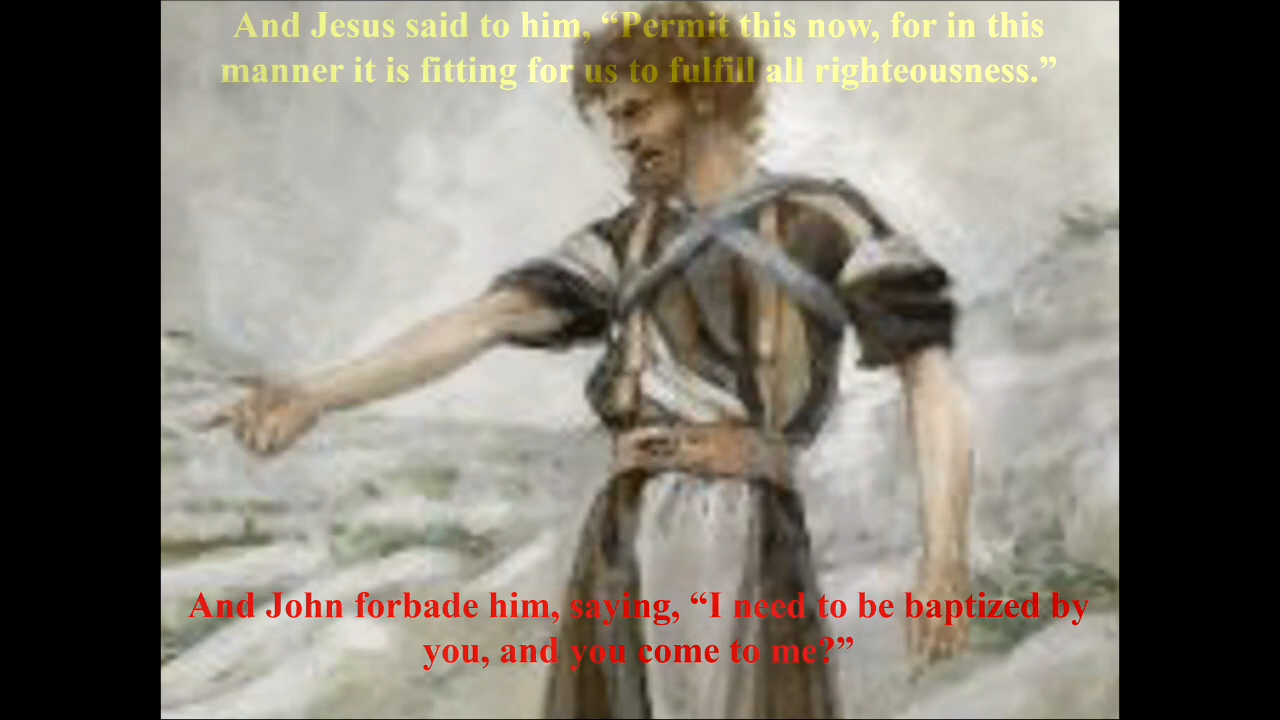 And Jesus said to him, “Permit this now, for in this
manner it is fitting for us to fulfill all righteousness.”
And John forbade him, saying, “I need to be baptized by
you, and you come to me?”